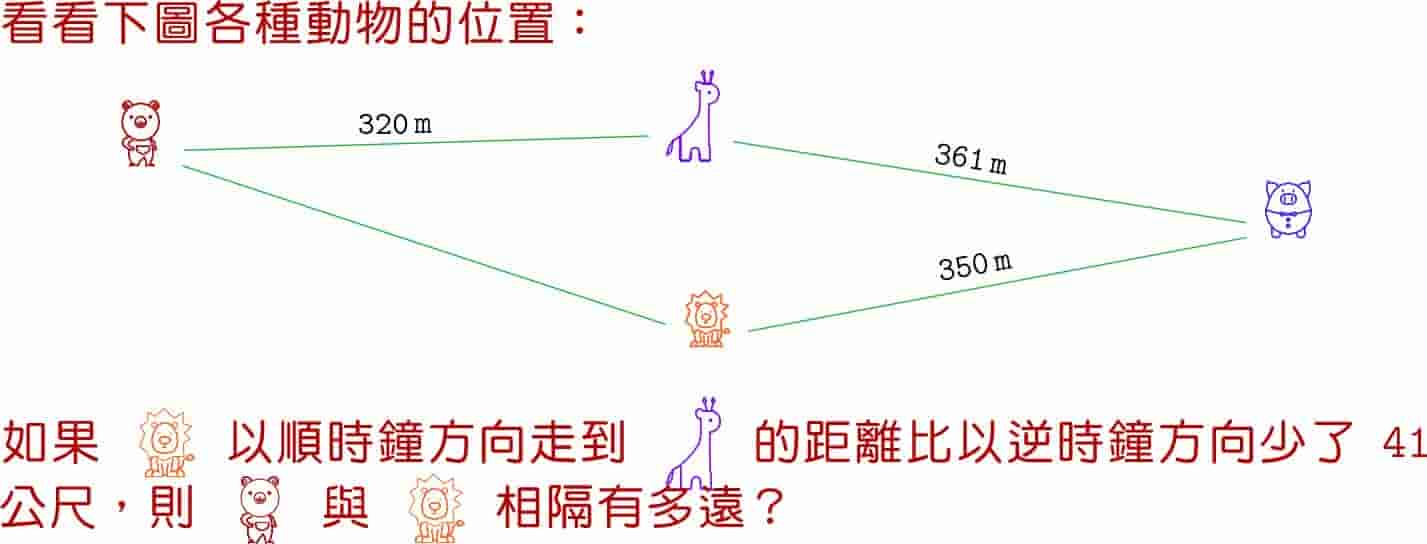 看看下圖各種動物的位置：
320 m
361 m
350 m
如果 以順時鐘方向走到 的距離比以逆時鐘方向少了 41
公尺，則 與 相隔有多遠？